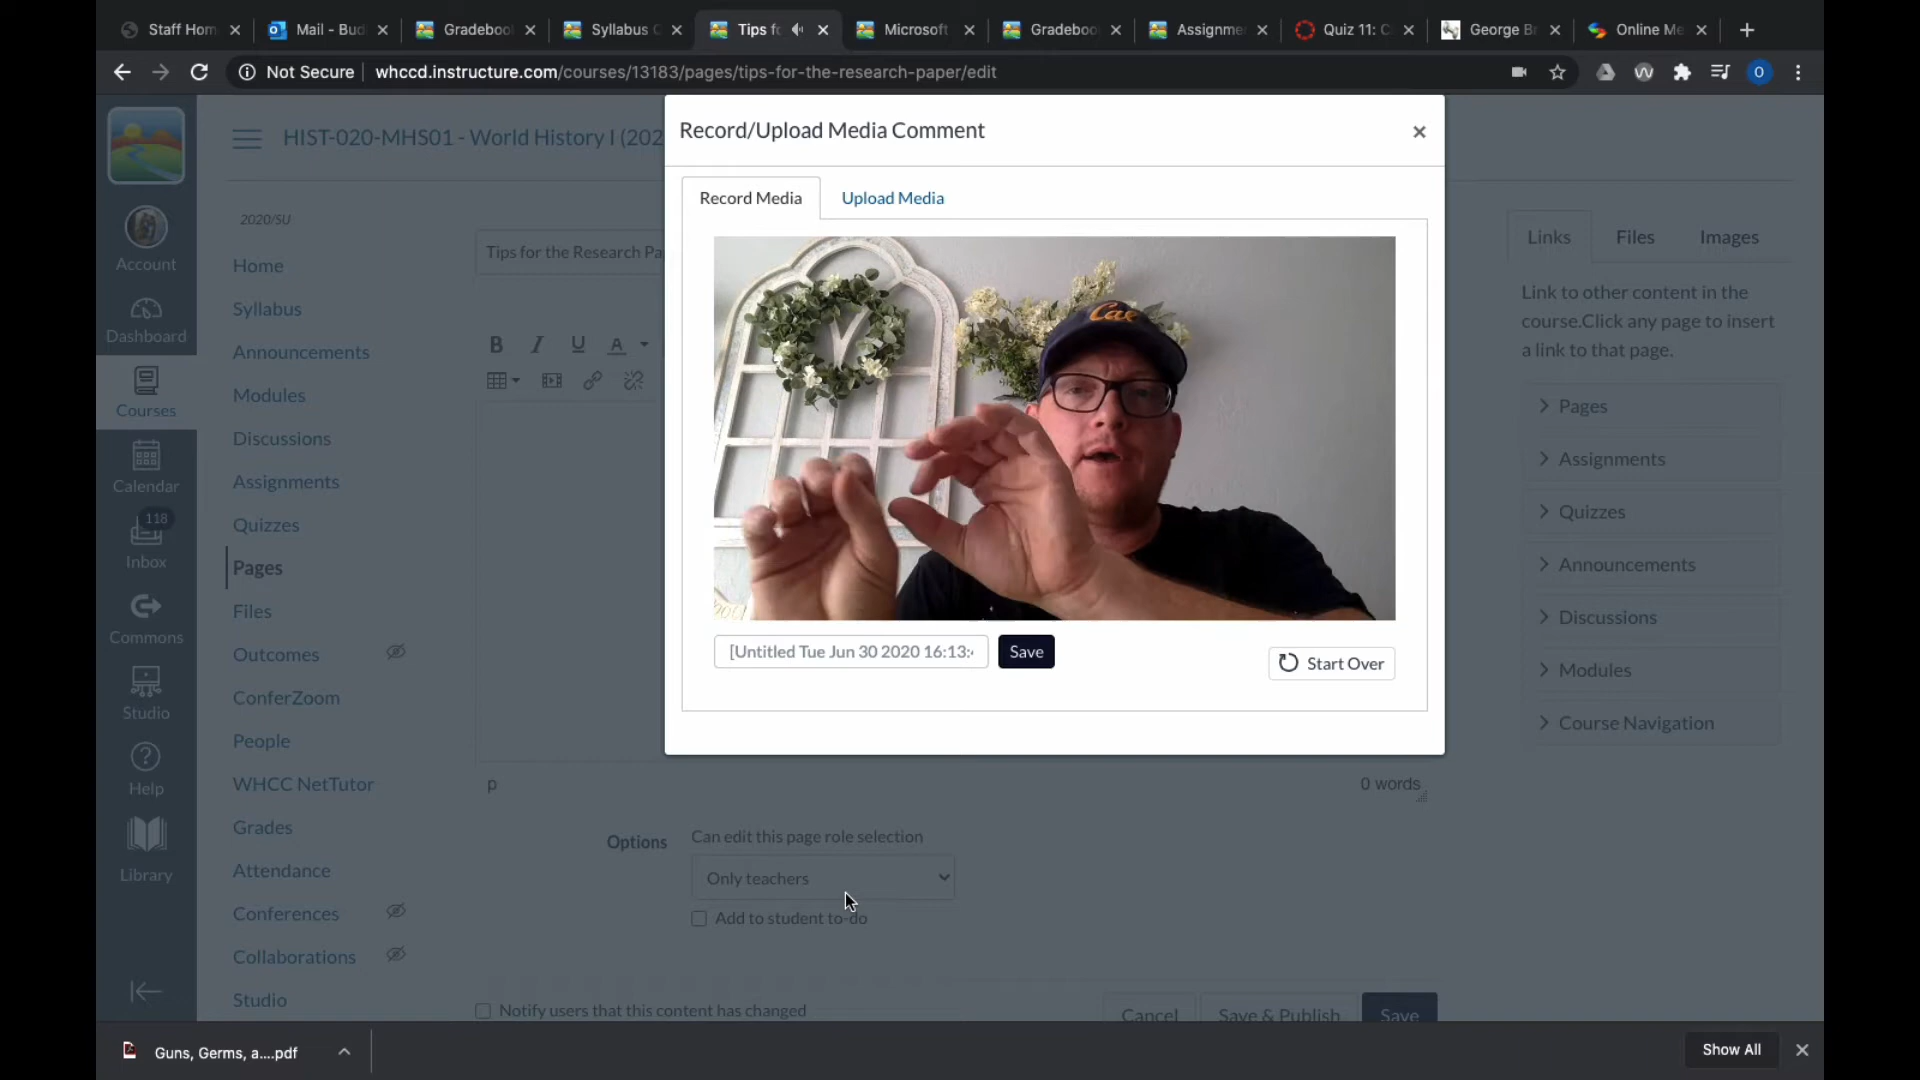 Staff Hom
Mail - Bud
Gradeboo
Syllabus
Tips fo
Microsoft
Gradeboo
Assignme
Quiz 11: C
George B
Online Me
Not Secure
whccd.instructure.com/courses/13183/pages/tips-for-the-research-paper/edit
O
Account
Dashboard
Courses
Calendar
118
Inbox
Commons
Studio
Help
Library
HIST-020-MHS01 - World History I (202
2020/SU
Home
Syllabus
Announcements
Modules
Discussions
Assignments
Quizzes
Pages
Files
Outcomes
ConferZoom
People
WHCC NetTutor
Grades
Attendance
Conferences
Collaborations
Studio
Tips for the Research Pa
B I U A
Record/Upload Media Comment
Record Media
Upload Media
Cal
[Untitled Tue Jun 30 2020 16:13:
Save
Start Over
p
0 words
Options
Can edit this page role selection
Only teachers
Add to student to-do
Notify users that this content has changed
Cancel
Save & Publish
Save
Links
Files
Images
Link to other content in the
course.Click any page to insert
a link to that page.
Pages
Assignments
Quizzes
Announcements
Discussions
Modules
Course Navigation
Guns, Germs, a....pdf
Show All